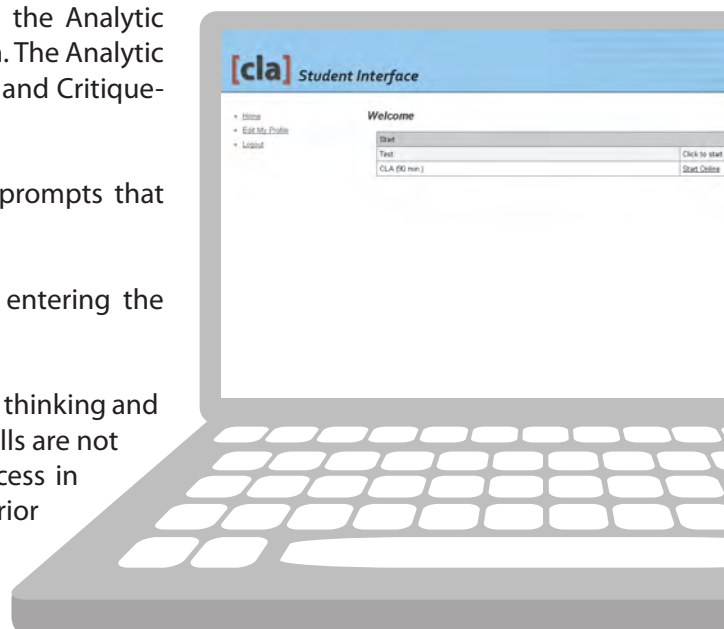 the Analytic
. The Analytic
and Critique-
prompts that
entering the
thinking and
lls are not
cess in
rior
[cla] Student Interface
Home
Edit My Profile
Logout
Welcome
Start
Test Click to start
CLA (90 min.) Start Online